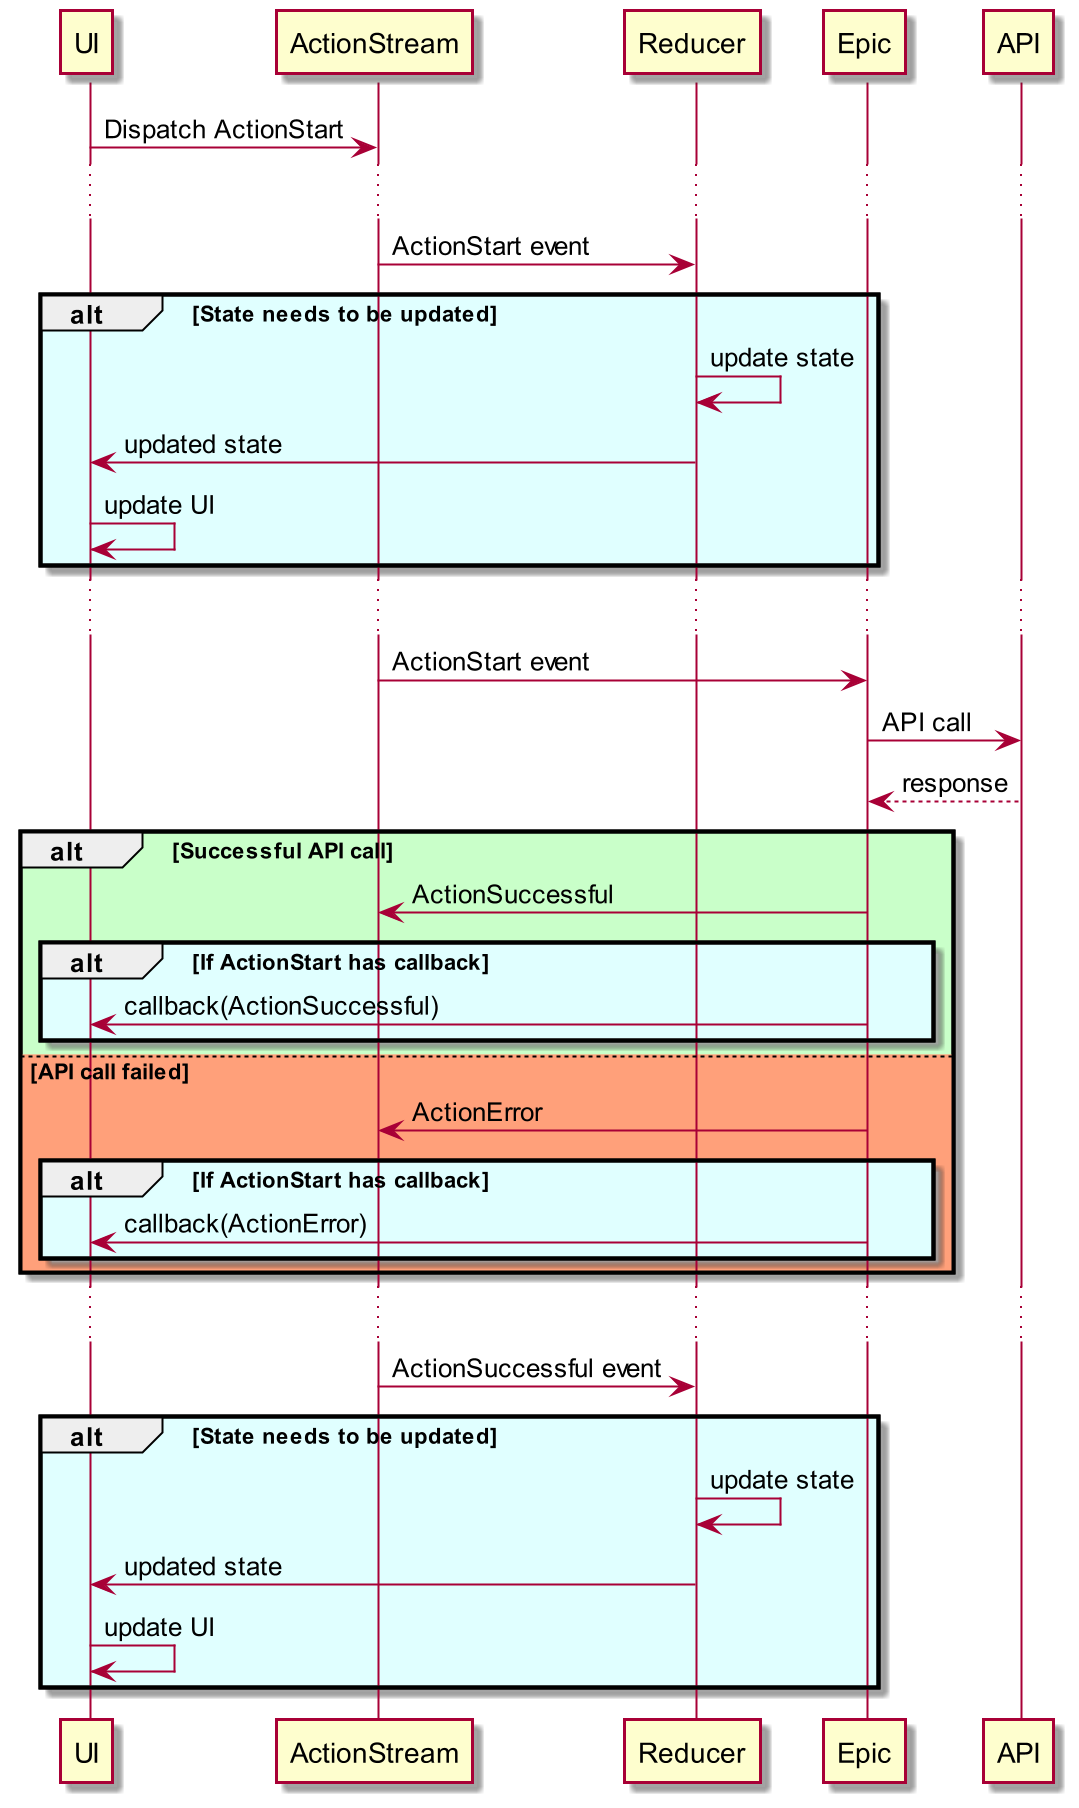 UI
ActionStream
Reducer
Epic
API
Dispatch ActionStart
ActionStart event
alt
[State needs to be updated]
update state
updated state
update UI
ActionStart event
API call
response
alt
[Successful API call]
ActionSuccessful
alt
[If ActionStart has callback]
callback(ActionSuccessful)
[API call failed]
ActionError
alt
[If ActionStart has callback]
callback(ActionError)
ActionSuccessful event
alt
[State needs to be updated]
update state
updated state
update UI
UI
ActionStream
Reducer
Epic
API